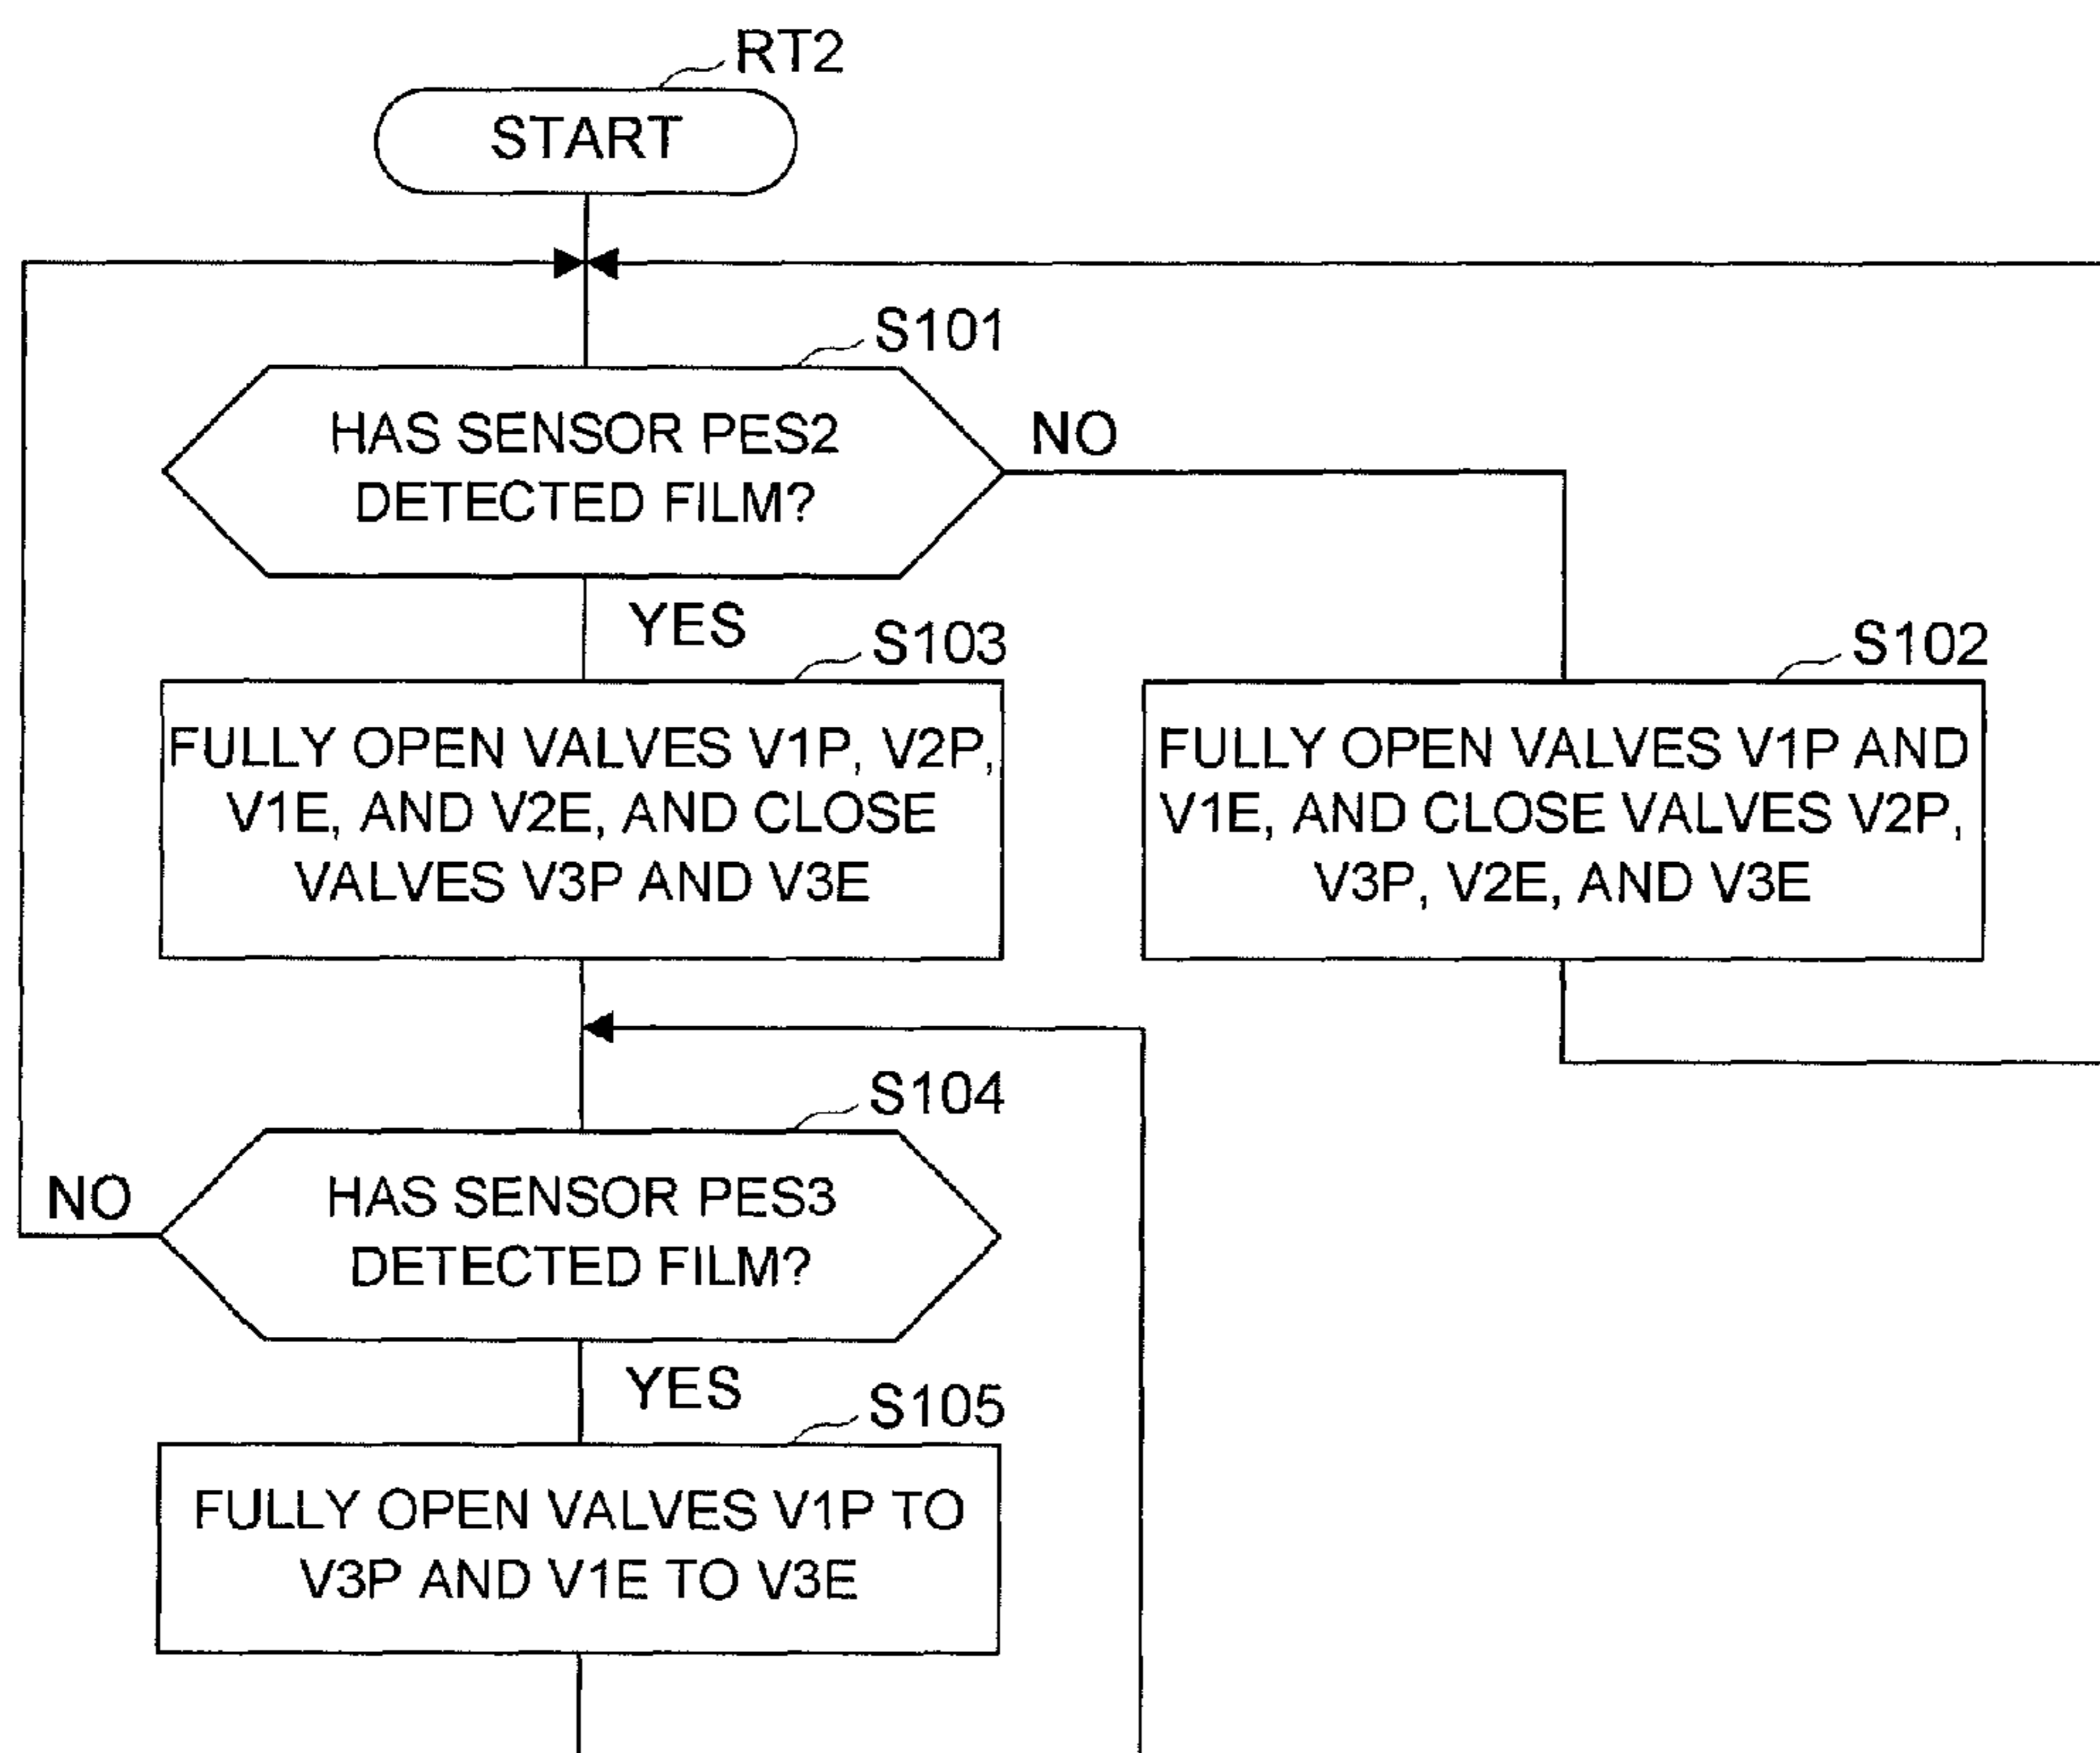 RT2
START
S101
HAS SENSOR PES2
DETECTED FILM?
NO
YES
S103
FULLY OPEN VALVES V1P, V2P,
V1E, AND V2E, AND CLOSE
VALVES V3P AND V3E
S102
FULLY OPEN VALVES V1P AND
V1E, AND CLOSE VALVES V2P,
V3P, V2E, AND V3E
S104
HAS SENSOR PES3
DETECTED FILM?
NO
YES
S105
FULLY OPEN VALVES V1P TO
V3P AND V1E TO V3E